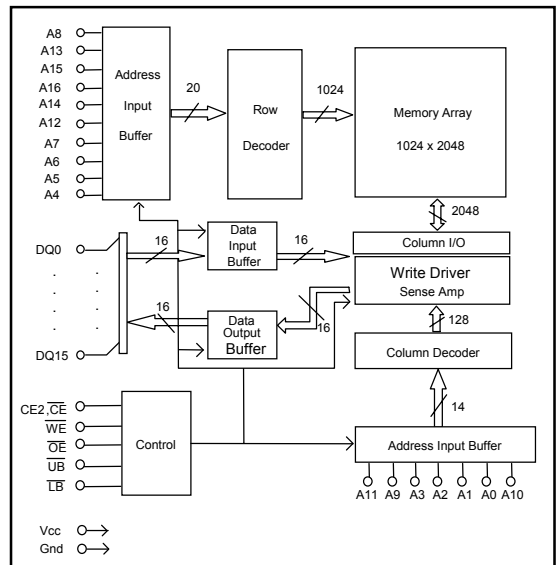 A8
A13
A15
A16
A14
A12
A7
A6
A5
A4
Address
Input
Buffer
20
Row
Decoder
1024
Memory Array
1024 x 2048
2048
Column I/O
Write Driver
Sense Amp
128
Column Decoder
14
Address Input Buffer
A11 A9 A3 A2 A1 A0 A10
DQ0
DQ15
16
Data
Input
Buffer
16
16
Data
Output
Buffer
16
CE2,CE
WE
OE
UB
LB
Control
Vcc
Gnd